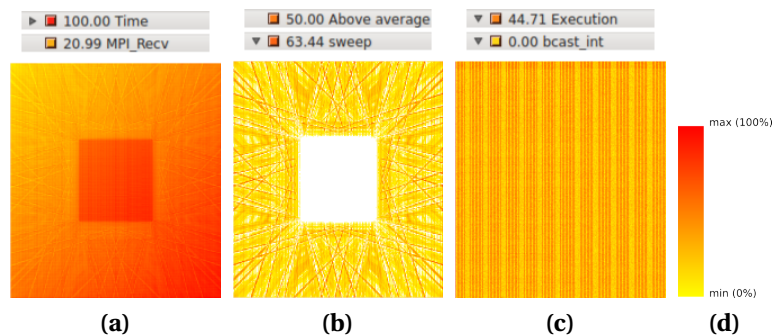 100.00 Time
20.99 MPI_Recv
50.00 Above average
63.44 sweep
44.71 Execution
0.00 bcast_int
max (100%)
min (0%)
(a)
(b)
(c)
(d)